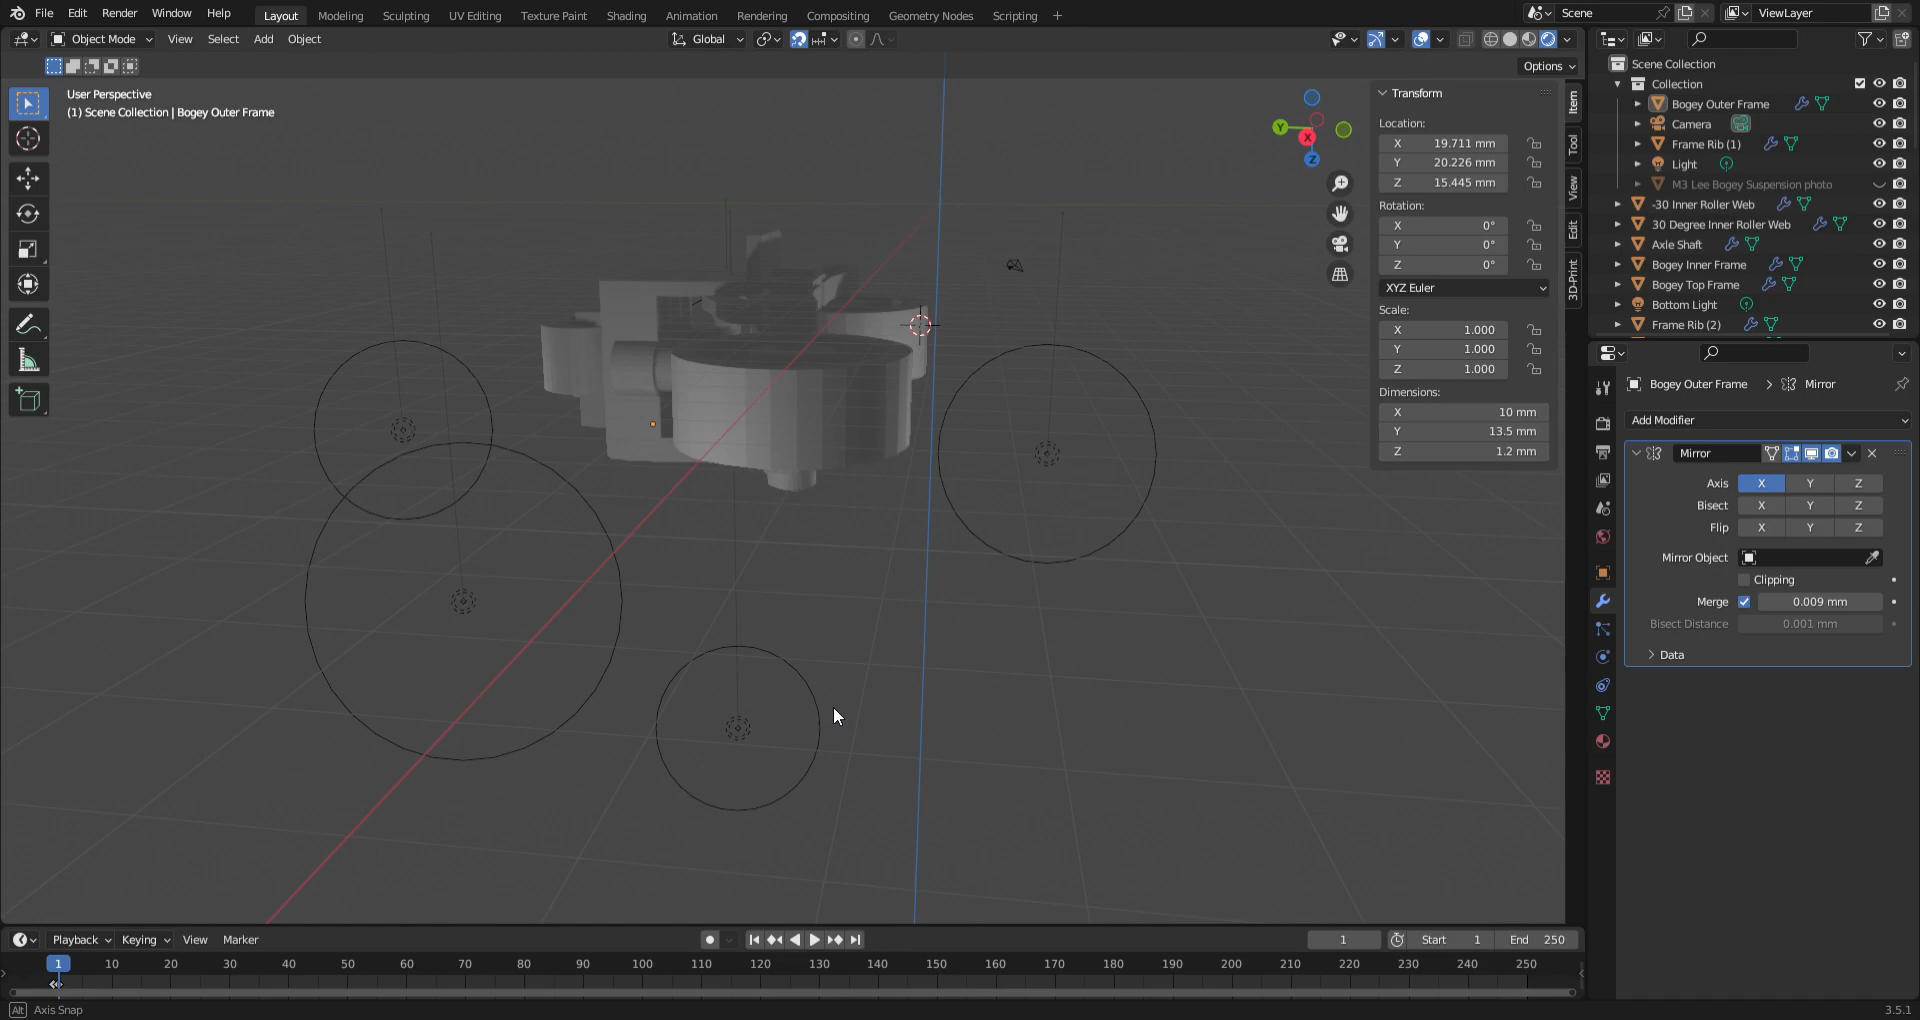 File Edit Render Window Help Layout Modeling Sculpting UV Editing Texture Paint Shading Animation Rendering Compositing Geometry Nodes Scripting + Scene ViewLayer
Object Mode View Select Add Object Global
Options
User Perspective
(1) Scene Collection | Bogey Outer Frame
Y
X
Z
Transform
Location:
X 19.711 mm
Y 20.226 mm
Z 15.445 mm
Rotation:
X 0°
Y 0°
Z 0°
XYZ Euler
Scale:
X 1.000
Y 1.000
Z 1.000
Dimensions:
X 10 mm
Y 13.5 mm
Z 1.2 mm
Item
Tool
View
Edit
3D-Print
Scene Collection
Collection
Bogey Outer Frame
Camera
Frame Rib (1)
Light
M3 Lee Bogey Suspension photo
-30 Inner Roller Web
30 Degree Inner Roller Web
Axle Shaft
Bogey Inner Frame
Bogey Top Frame
Bottom Light
Frame Rib (2)
Bogey Outer Frame > Mirror
Add Modifier
Mirror
Axis X Y Z
Bisect X Y Z
Flip X Y Z
Mirror Object
Clipping
Merge 0.009 mm
Bisect Distance 0.001 mm
Data
Playback Keying View Marker 1 Start 1 End 250
1 10 20 30 40 50 60 70 80 90 100 110 120 130 140 150 160 170 180 190 200 210 220 230 240 250
Alt Axis Snap 3.5.1